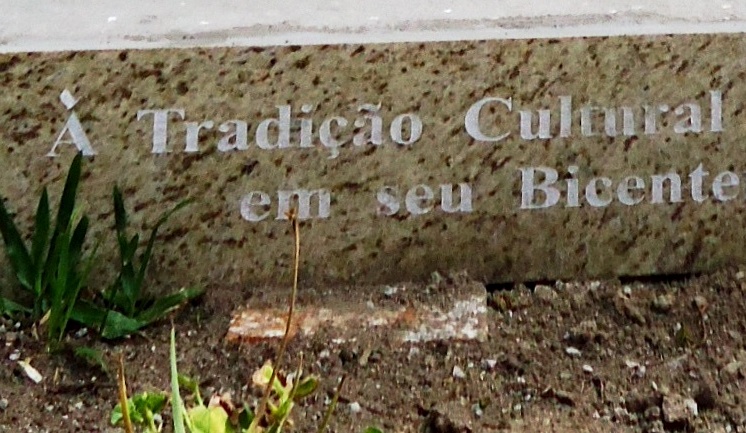 À Tradição Cultural
em seu Bicente